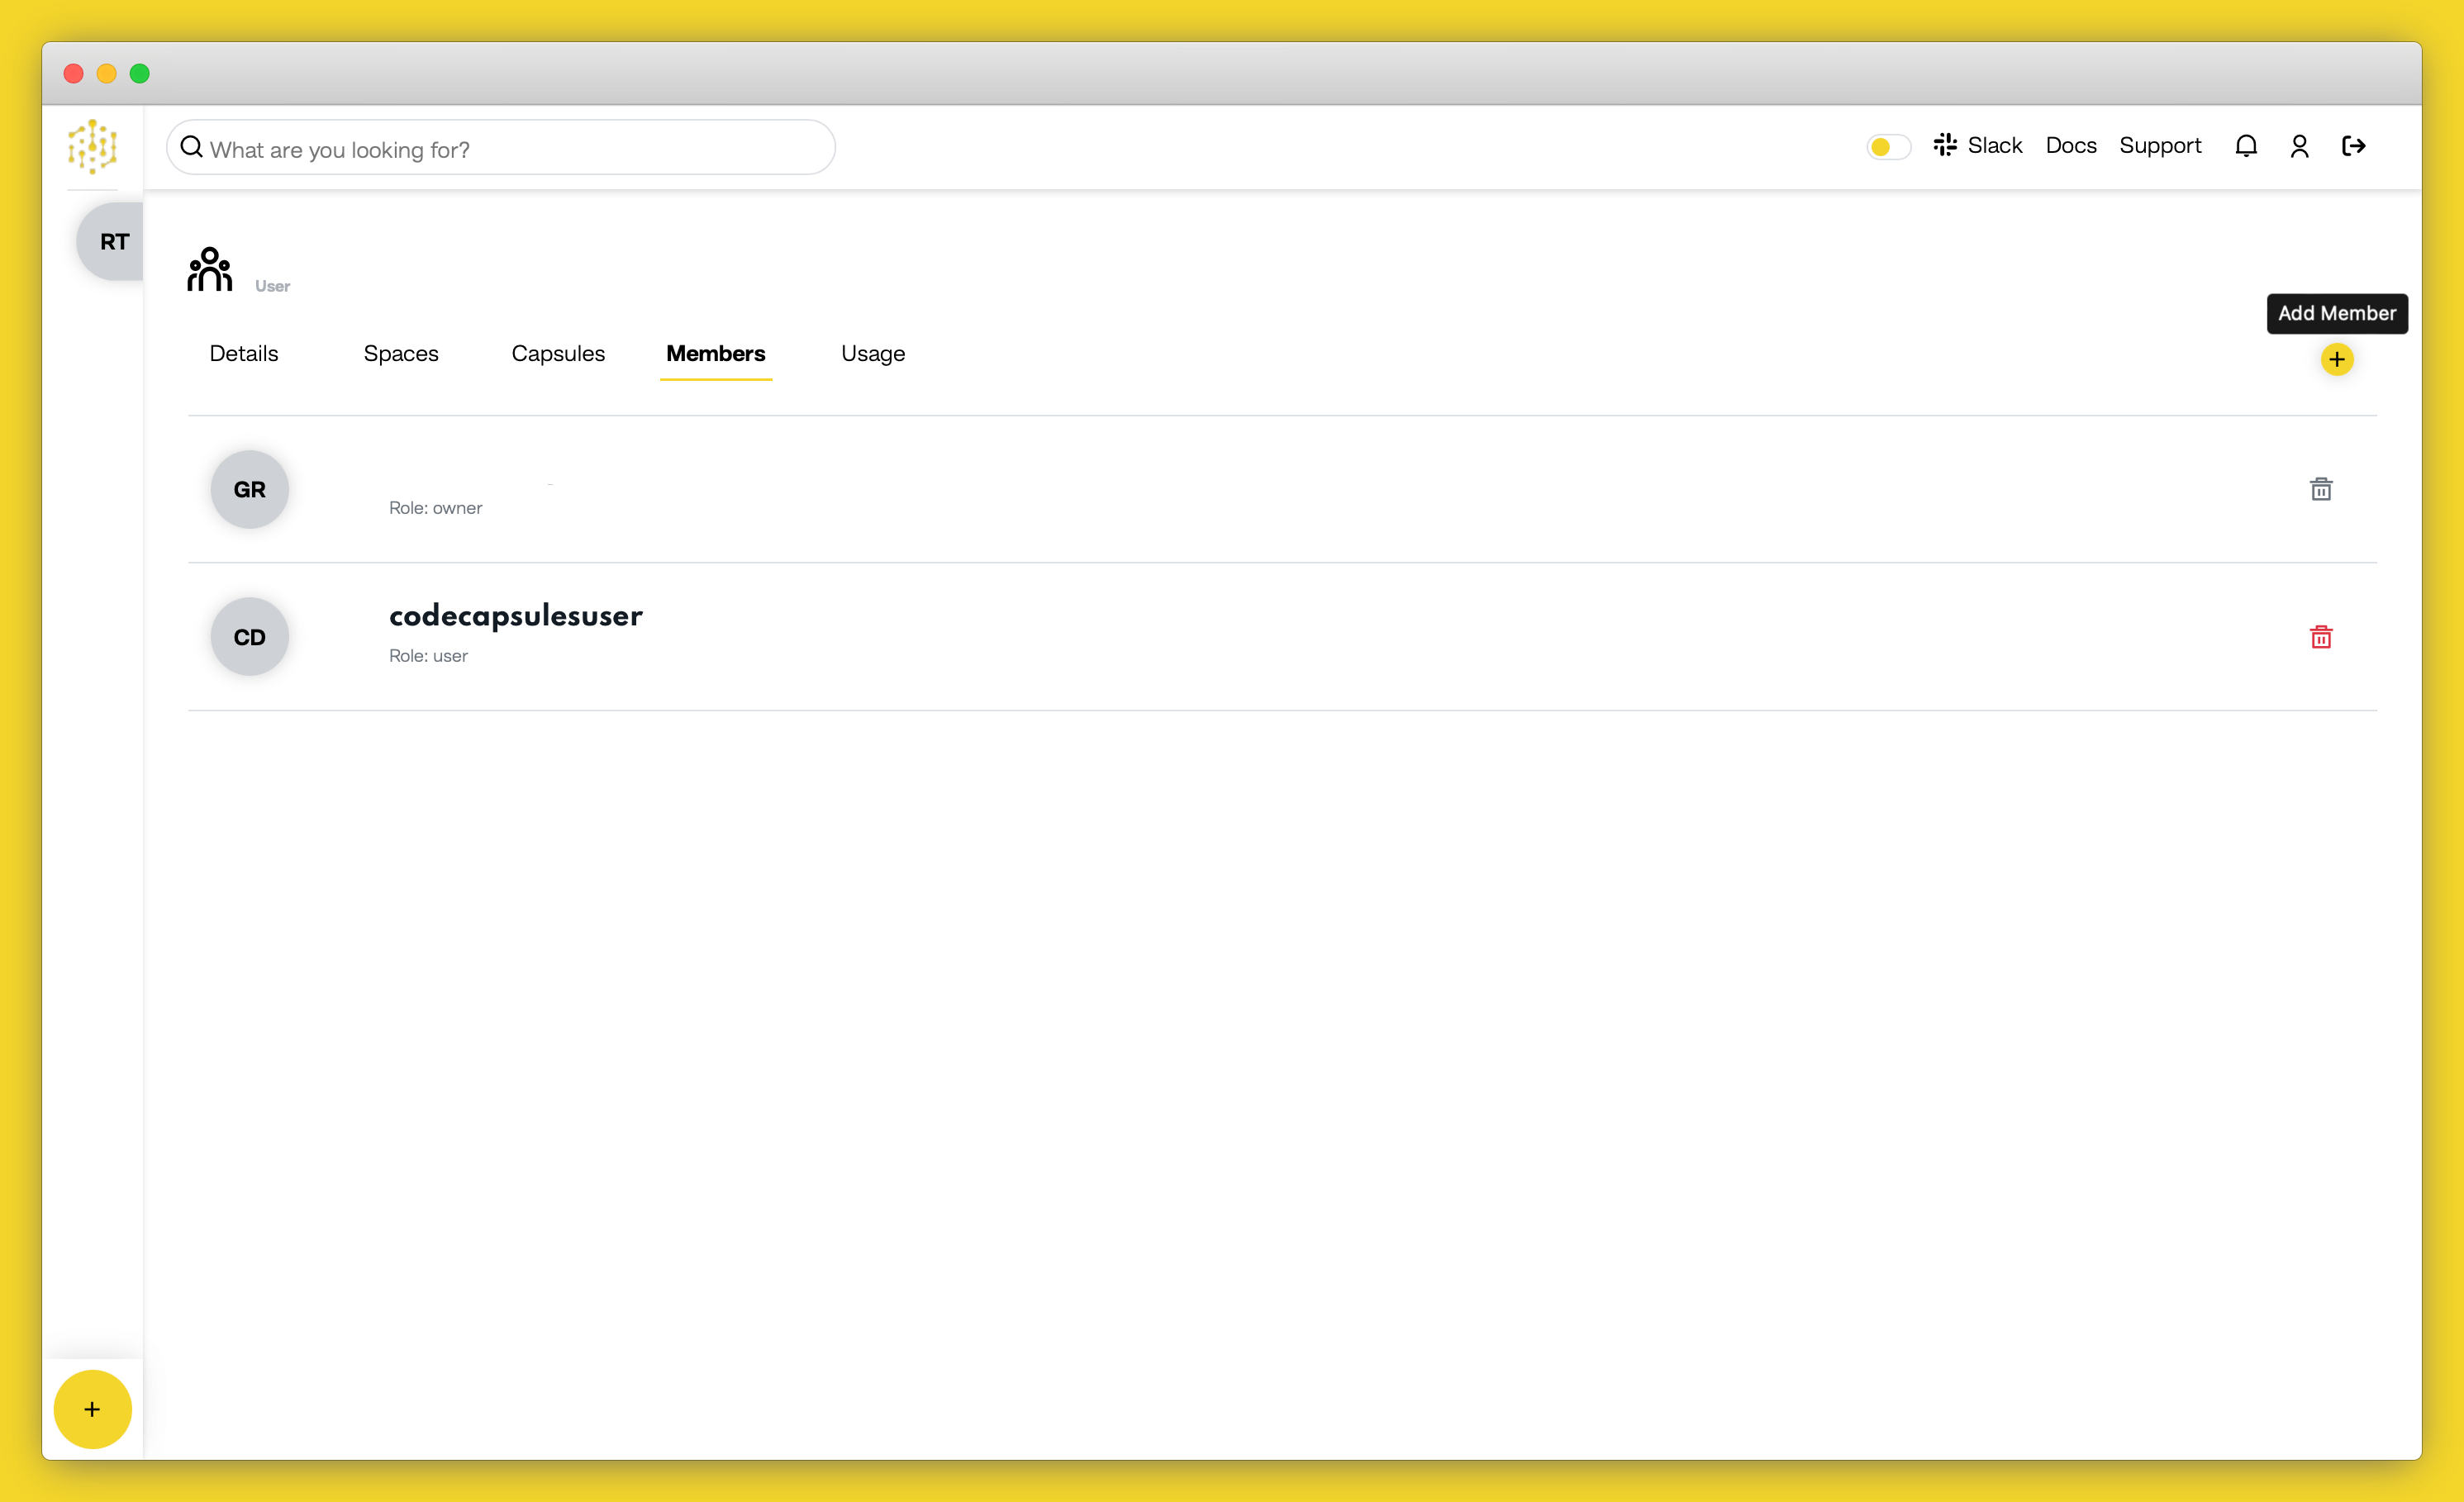 What are you looking for?
Slack Docs Support
RT
User
Add Member
Details Spaces Capsules Members Usage
+
GR
Role: owner
CD
codecapsulesuser
Role: user
+